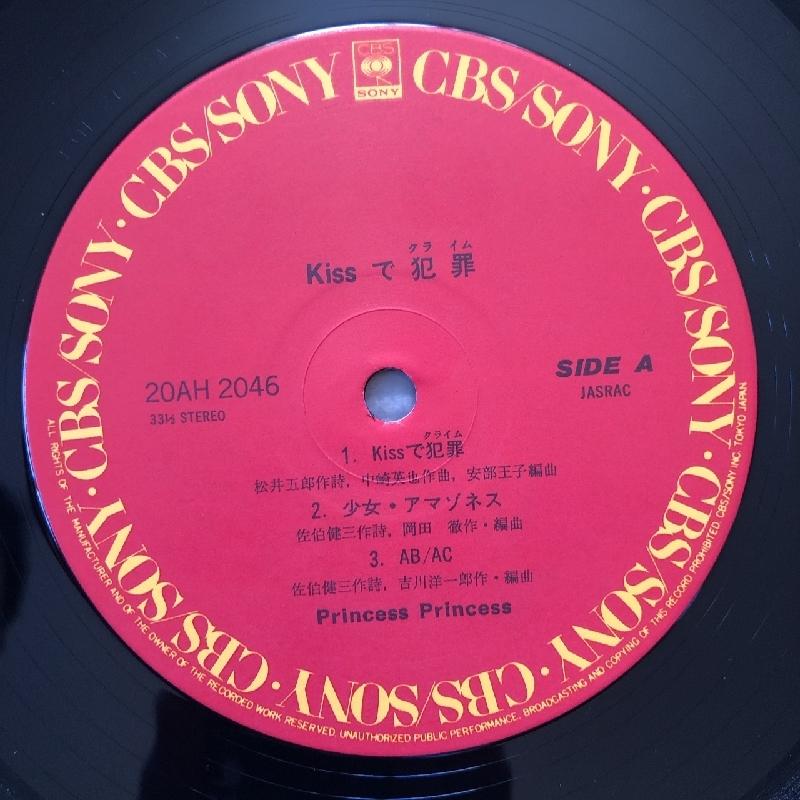 CBS
SONY
CBS/SONY · CBS/SONY · CBS/SONY · CBS/SONY · CBS/SONY · CBS/SONY · CBS/SONY · CBS/SONY
クライム
Kiss で 犯罪
20AH 2046
33⅓ STEREO
SIDE A
JASRAC
クライム
1. Kissで犯罪
松井五郎作詩, 中崎英也作曲, 安部王子編曲
2. 少女・アマゾネス
佐伯健三作詩, 岡田 徹作・編曲
3. AB/AC
佐伯健三作詩, 吉川洋一郎作・編曲
Princess Princess
ALL RIGHTS OF THE MANUFACTURER AND OF THE OWNER OF THE RECORDED WORK RESERVED. UNAUTHORIZED PUBLIC PERFORMANCE, BROADCASTING AND COPYING OF THIS RECORD PROHIBITED. CBS/SONY INC. TOKYO JAPAN.